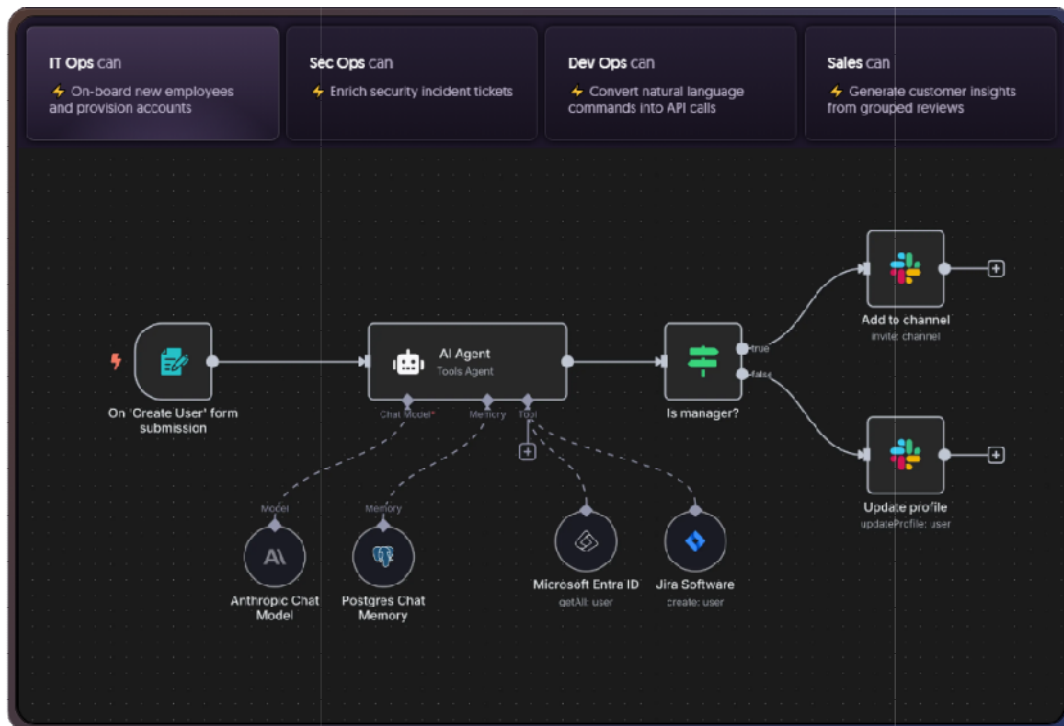 IT Ops can
⚡ On-board new employees
and provision accounts
Sec Ops can
⚡ Enrich security incident tickets
Dev Ops can
⚡ Convert natural language
commands into API calls
Sales can
⚡ Generate customer insights
from grouped reviews
On 'Create User' form
submission
AI Agent
Tools Agent
Chat Model*
Memory
Tool
Is manager?
true
false
Add to channel
invite: channel
Update profile
updateProfile: user
Model
Anthropic Chat
Model
Memory
Postgres Chat
Memory
Microsoft Entra ID
getAll: user
Jira Software
create: user